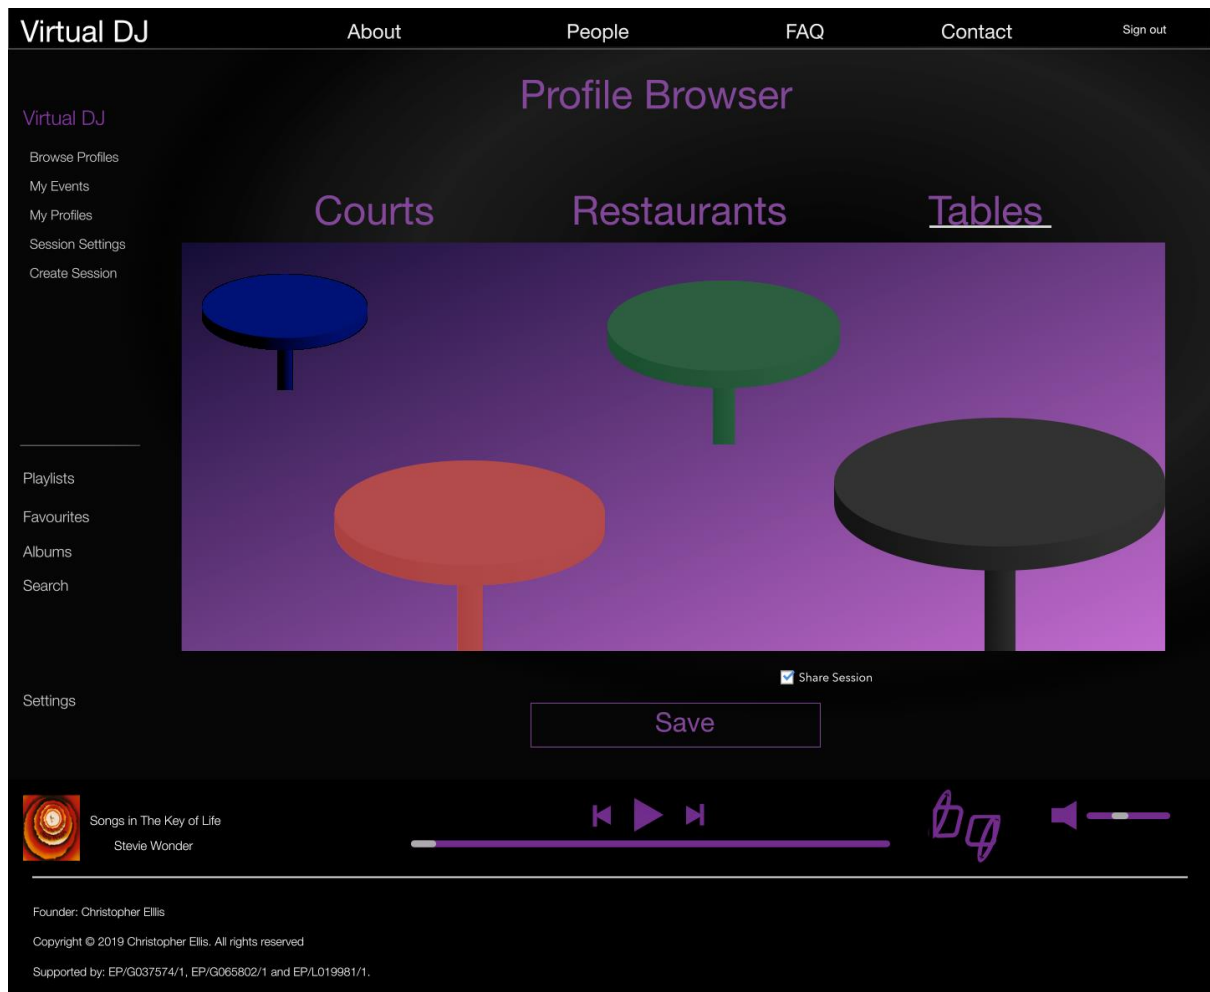 Virtual DJ About People FAQ Contact Sign out
Profile Browser
Virtual DJ
Browse Profiles
My Events
My Profiles
Session Settings
Create Session
Courts Restaurants Tables
Playlists
Favourites
Albums
Search
Share Session
Settings
Save
Songs in The Key of Life
Stevie Wonder
Founder: Christopher Elllis
Copyright © 2019 Christopher Ellis. All rights reserved
Supported by: EP/G037574/1, EP/G065802/1 and EP/L019981/1.